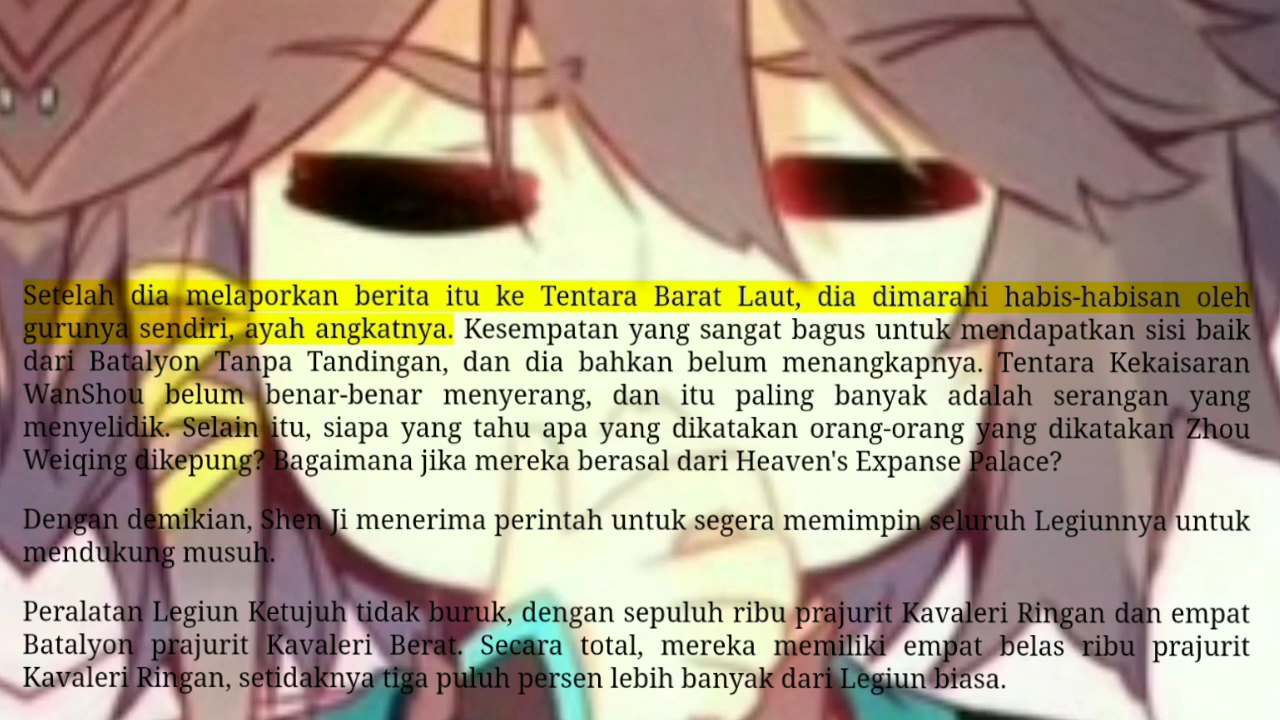 Setelah dia melaporkan berita itu ke Tentara Barat Laut, dia dimarahi habis-habisan oleh
gurunya sendiri, ayah angkatnya. Kesempatan yang sangat bagus untuk mendapatkan sisi baik
dari Batalyon Tanpa Tandingan, dan dia bahkan belum menangkapnya. Tentara Kekaisaran
WanShou belum benar-benar menyerang, dan itu paling banyak adalah serangan yang
menyelidik. Selain itu, siapa yang tahu apa yang dikatakan orang-orang yang dikatakan Zhou
Weiqing dikepung? Bagaimana jika mereka berasal dari Heaven's Expanse Palace?
Dengan demikian, Shen Ji menerima perintah untuk segera memimpin seluruh Legiunnya untuk
mendukung musuh.
Peralatan Legiun Ketujuh tidak buruk, dengan sepuluh ribu prajurit Kavaleri Ringan dan empat
Batalyon prajurit Kavaleri Berat. Secara total, mereka memiliki empat belas ribu prajurit
Kavaleri Ringan, setidaknya tiga puluh persen lebih banyak dari Legiun biasa.